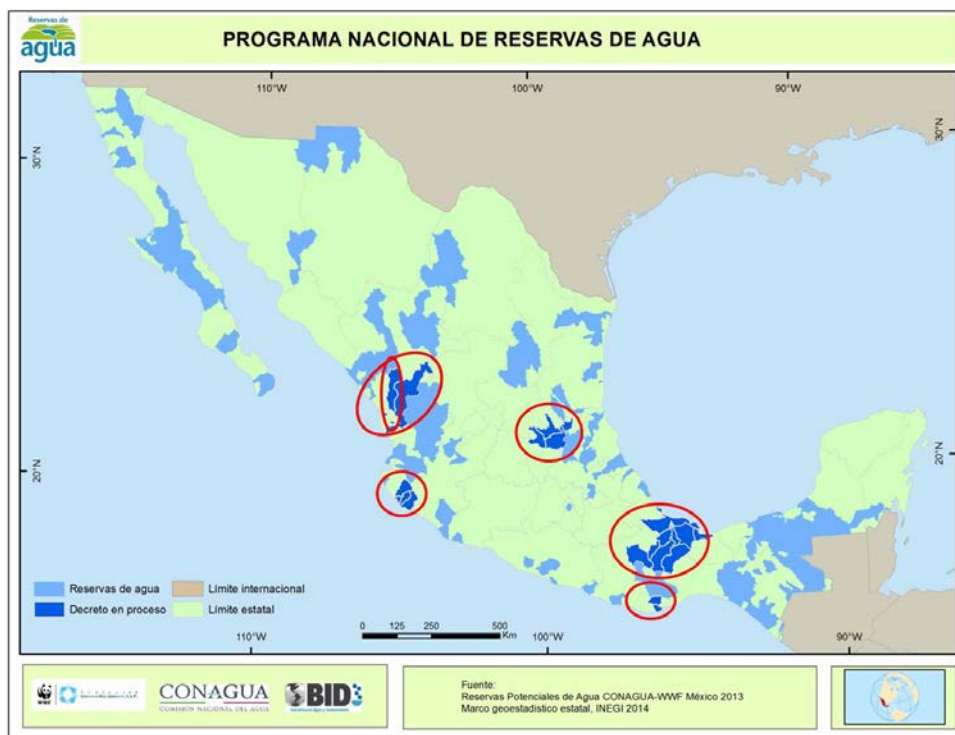 Reservas de
agua
PROGRAMA NACIONAL DE RESERVAS DE AGUA
110°W
100°W
90°W
30°N
30°N
20°N
20°N
Reservas de agua
Límite internacional
Decreto en proceso
Límite estatal
0 125 250 500
Km
110°W
100°W
90°W
WWF
CONAGUA
COMISIÓN NACIONAL DEL AGUA
BID
Fuente:
Reservas Potenciales de Agua CONAGUA-WWF México 2013
Marco geoestadístico estatal, INEGI 2014